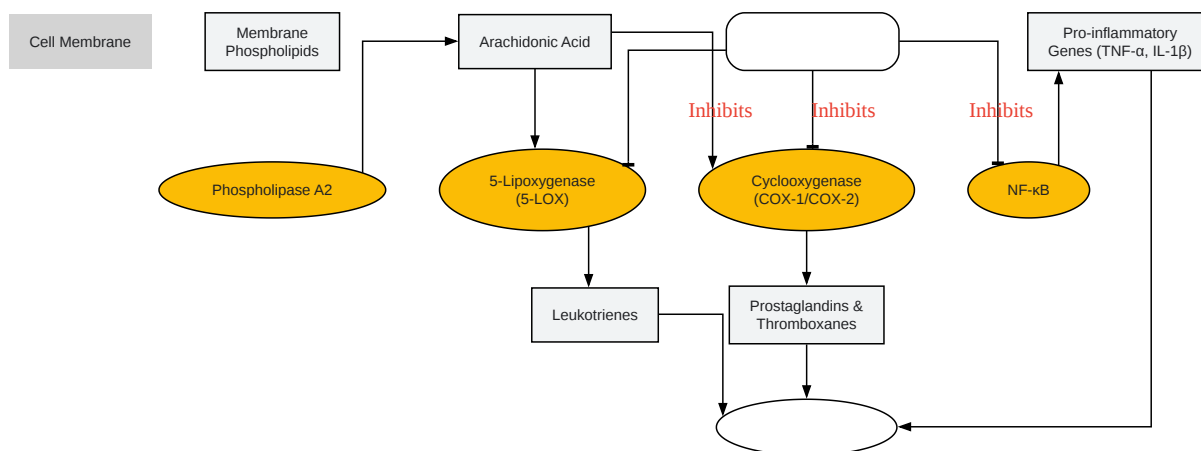 Cell Membrane
Membrane
Phospholipids
Arachidonic Acid
Pro-inflammatory
Genes (TNF-α, IL-1β)
Inhibits
Inhibits
Inhibits
Phospholipase A2
5-Lipoxygenase
(5-LOX)
Cyclooxygenase
(COX-1/COX-2)
NF-κB
Leukotrienes
Prostaglandins &
Thromboxanes